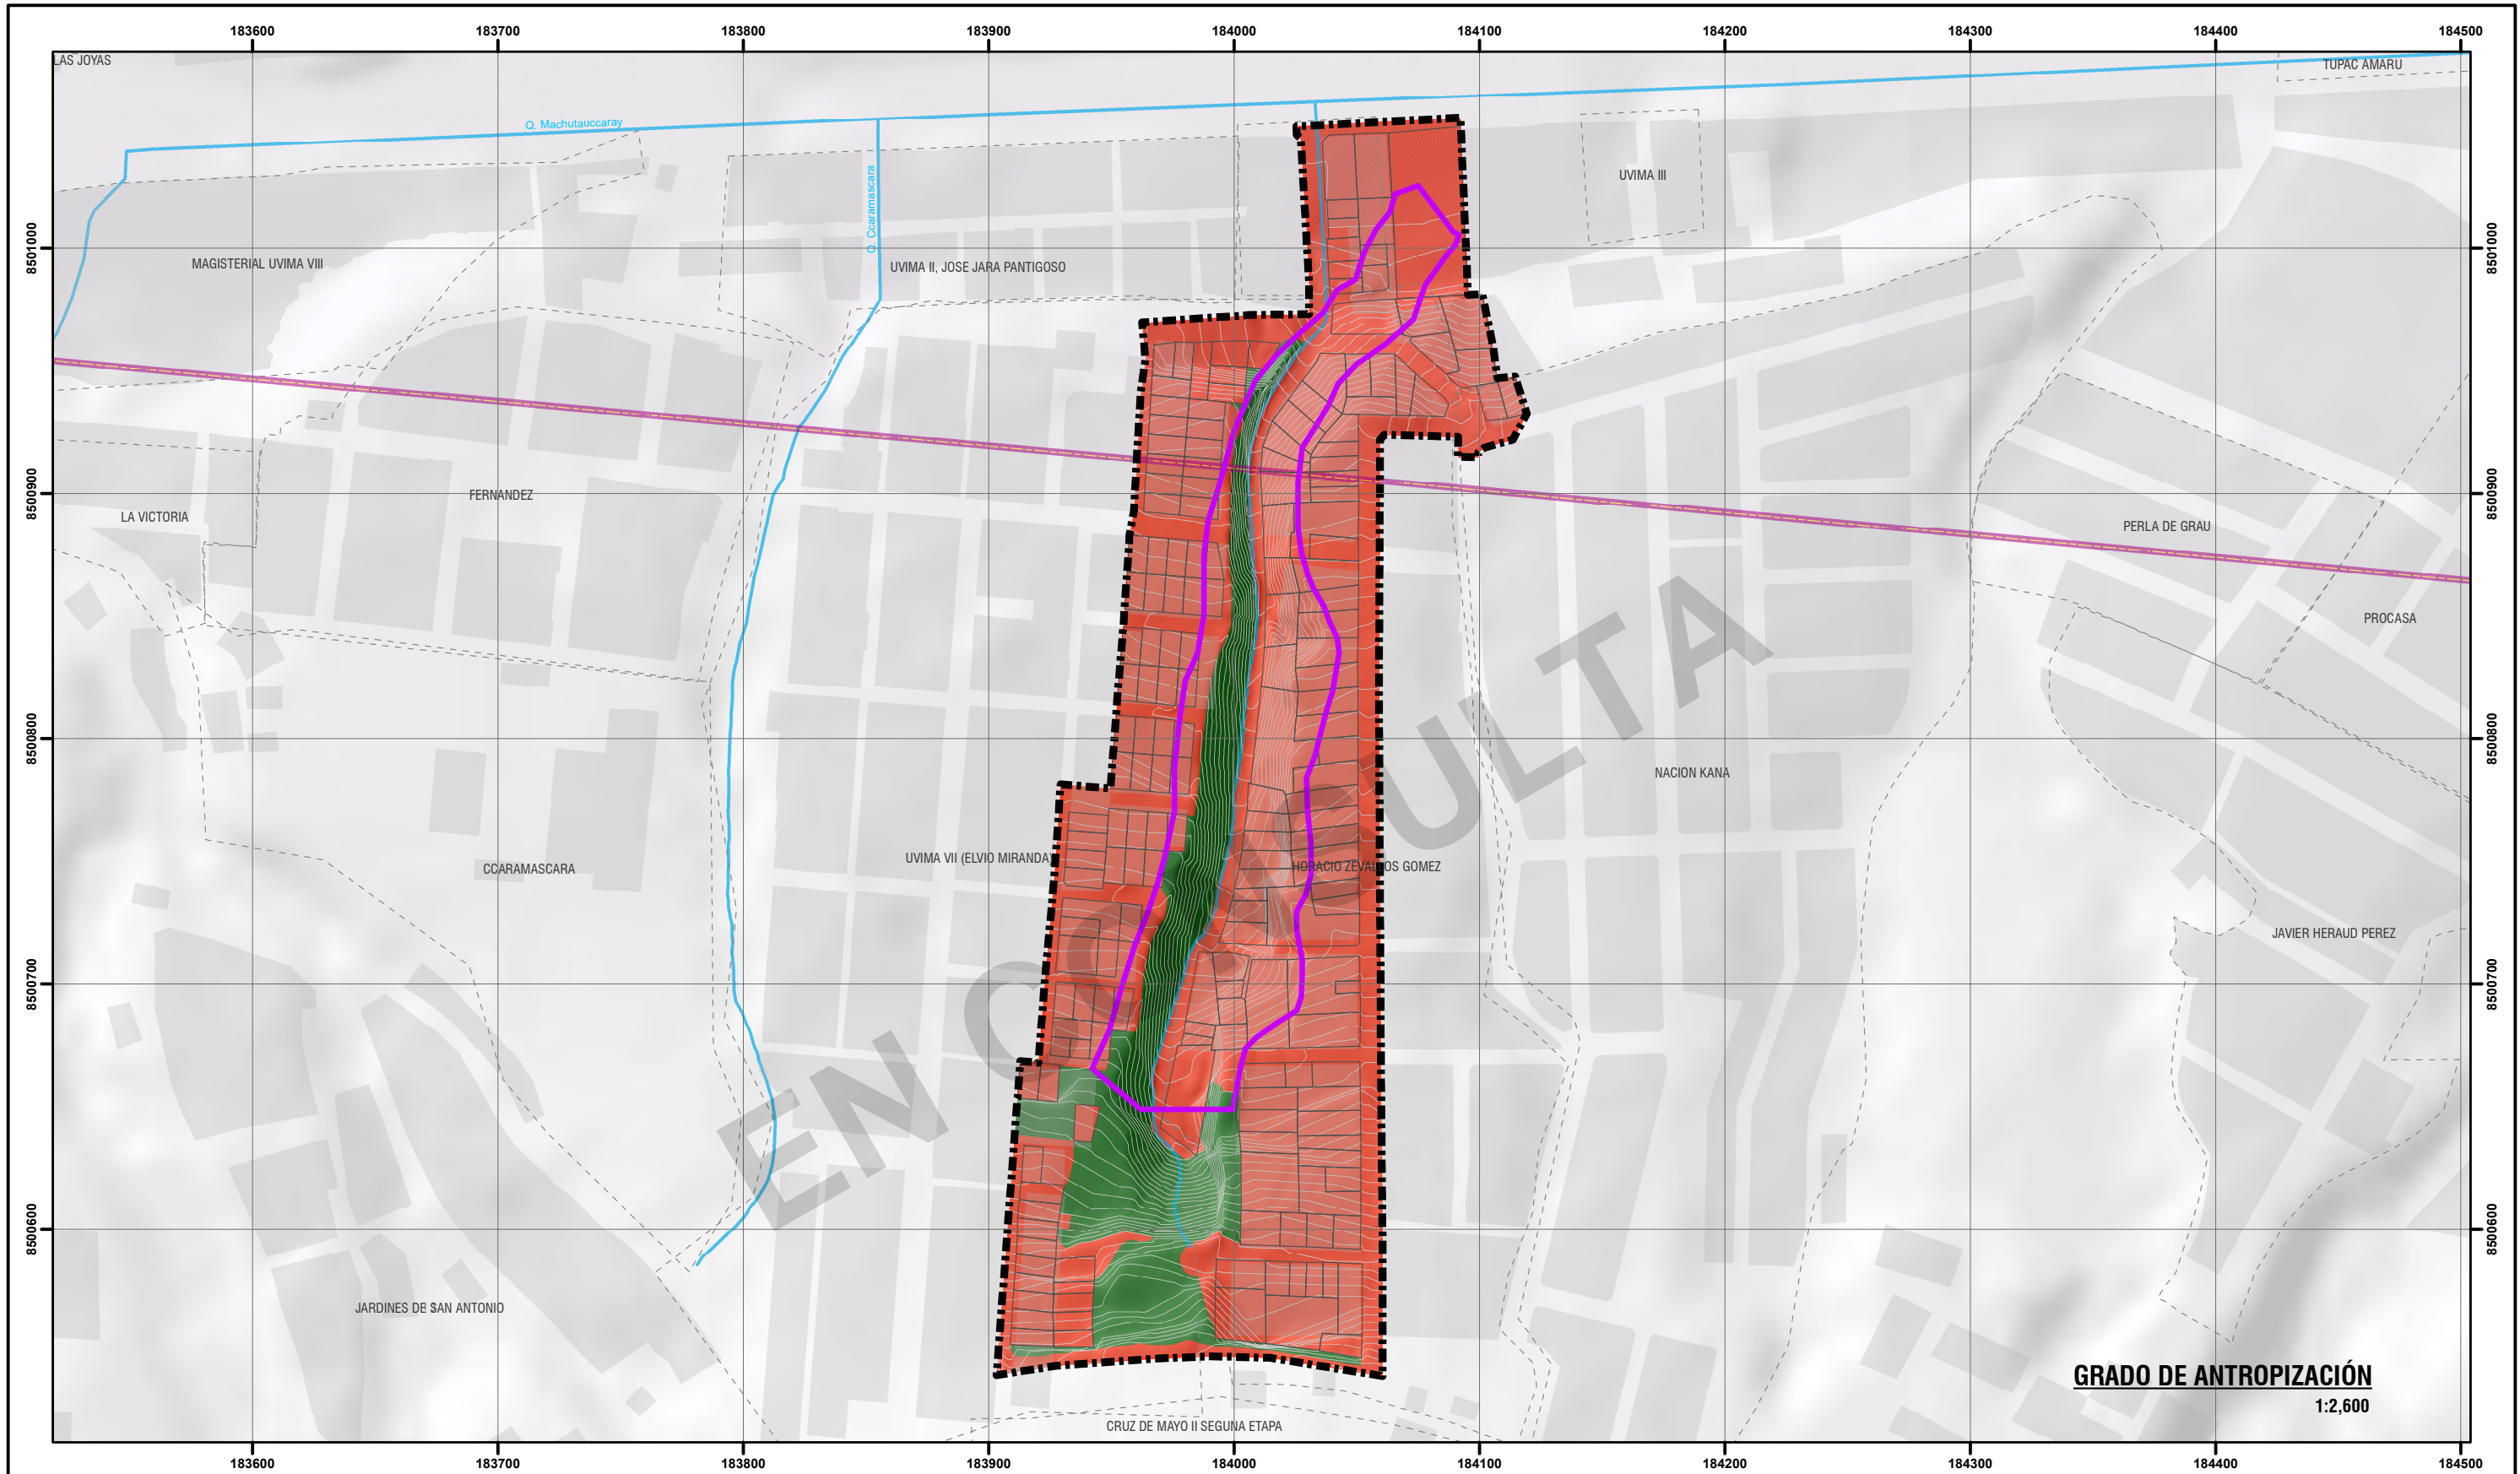 183600 183700 183800 183900 184000 184100 184200 184300 184400 184500
LAS JOYAS
TUPAC AMARU
Q. Machutauccaray
Q. Ccaramascara
UVIMA III
8501000 8501000
MAGISTERIAL UVIMA VIII
UVIMA II, JOSE JARA PANTIGOSO
8500900 8500900
FERNANDEZ
LA VICTORIA
PERLA DE GRAU
PROCASA
8500800 8500800
NACION KANA
UVIMA VII (ELVIO MIRANDA)
CCARAMASCARA
HORACIO ZEVALLOS GOMEZ
EN CONSULTA
JAVIER HERAUD PEREZ
8500700 8500700
8500600 8500600
JARDINES DE SAN ANTONIO
GRADO DE ANTROPIZACIÓN
1:2,600
CRUZ DE MAYO II SEGUNA ETAPA
183600 183700 183800 183900 184000 184100 184200 184300 184400 184500